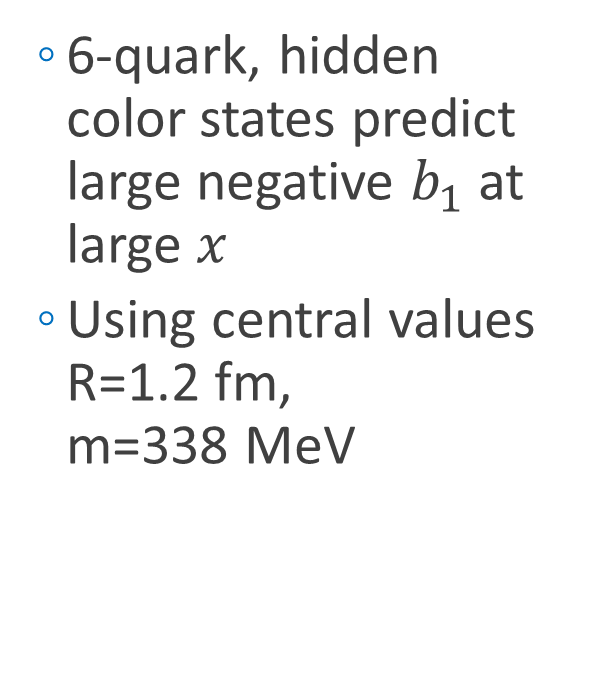 ◦ 6-quark, hidden
color states predict
large negative b₁ at
large x
◦ Using central values
R=1.2 fm,
m=338 MeV